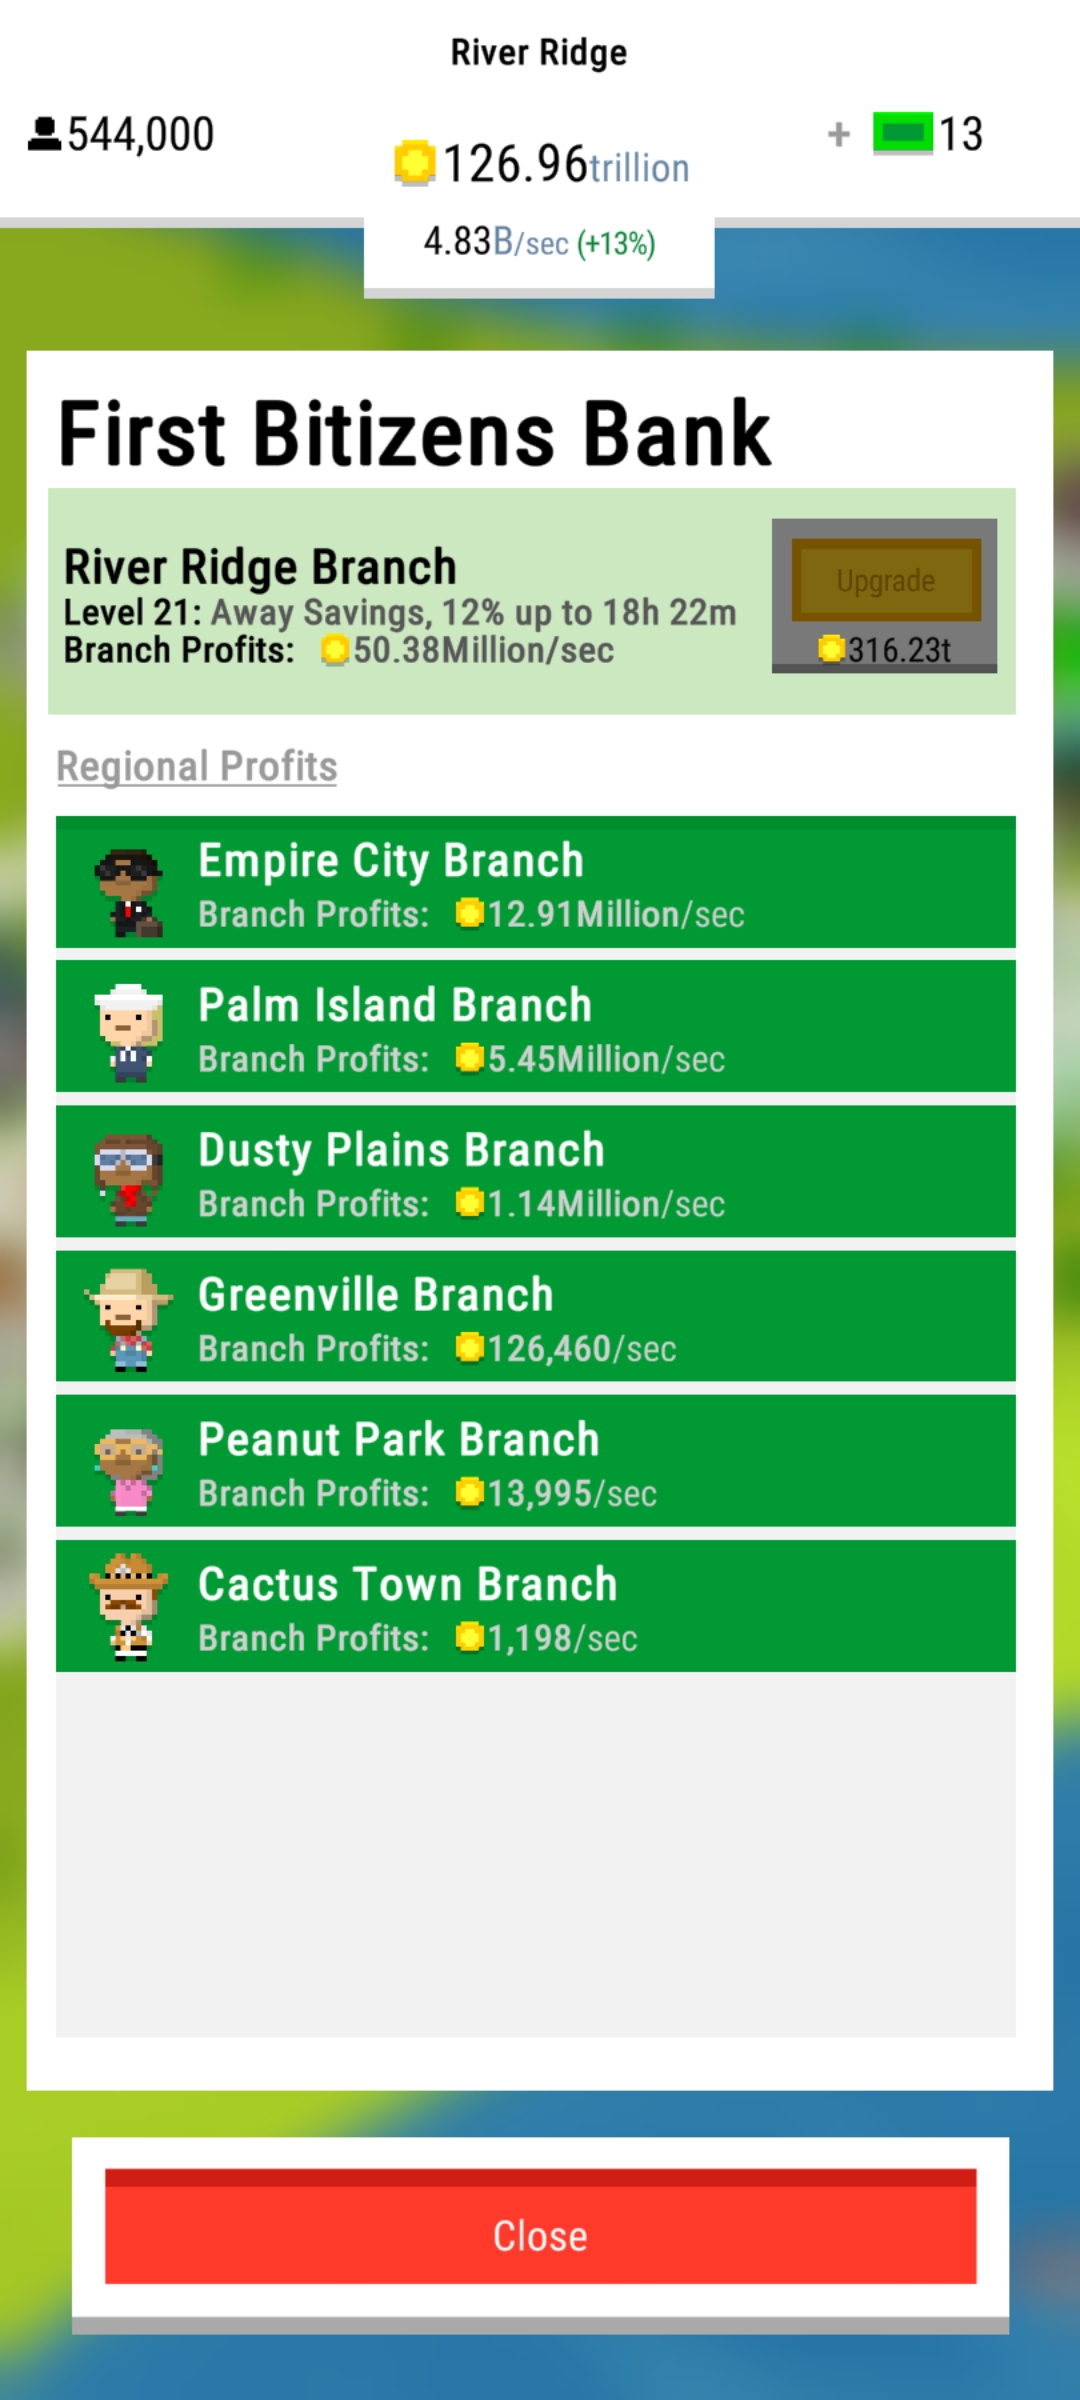 River Ridge
544,000
126.96trillion
+ 13
4.83B/sec (+13%)
First Bitizens Bank
River Ridge Branch
Level 21: Away Savings, 12% up to 18h 22m
Branch Profits: 50.38Million/sec
Upgrade
316.23t
Regional Profits
Empire City Branch
Branch Profits: 12.91Million/sec
Palm Island Branch
Branch Profits: 5.45Million/sec
Dusty Plains Branch
Branch Profits: 1.14Million/sec
Greenville Branch
Branch Profits: 126,460/sec
Peanut Park Branch
Branch Profits: 13,995/sec
Cactus Town Branch
Branch Profits: 1,198/sec
Close